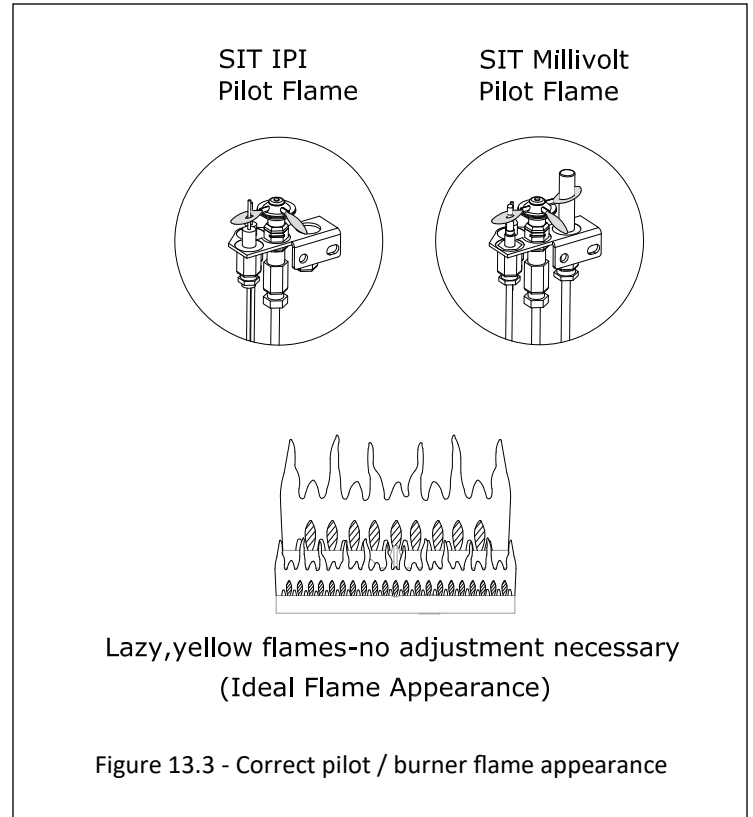 SIT IPI
Pilot Flame
SIT Millivolt
Pilot Flame
Lazy,yellow flames-no adjustment necessary
(Ideal Flame Appearance)
Figure 13.3 - Correct pilot / burner flame appearance